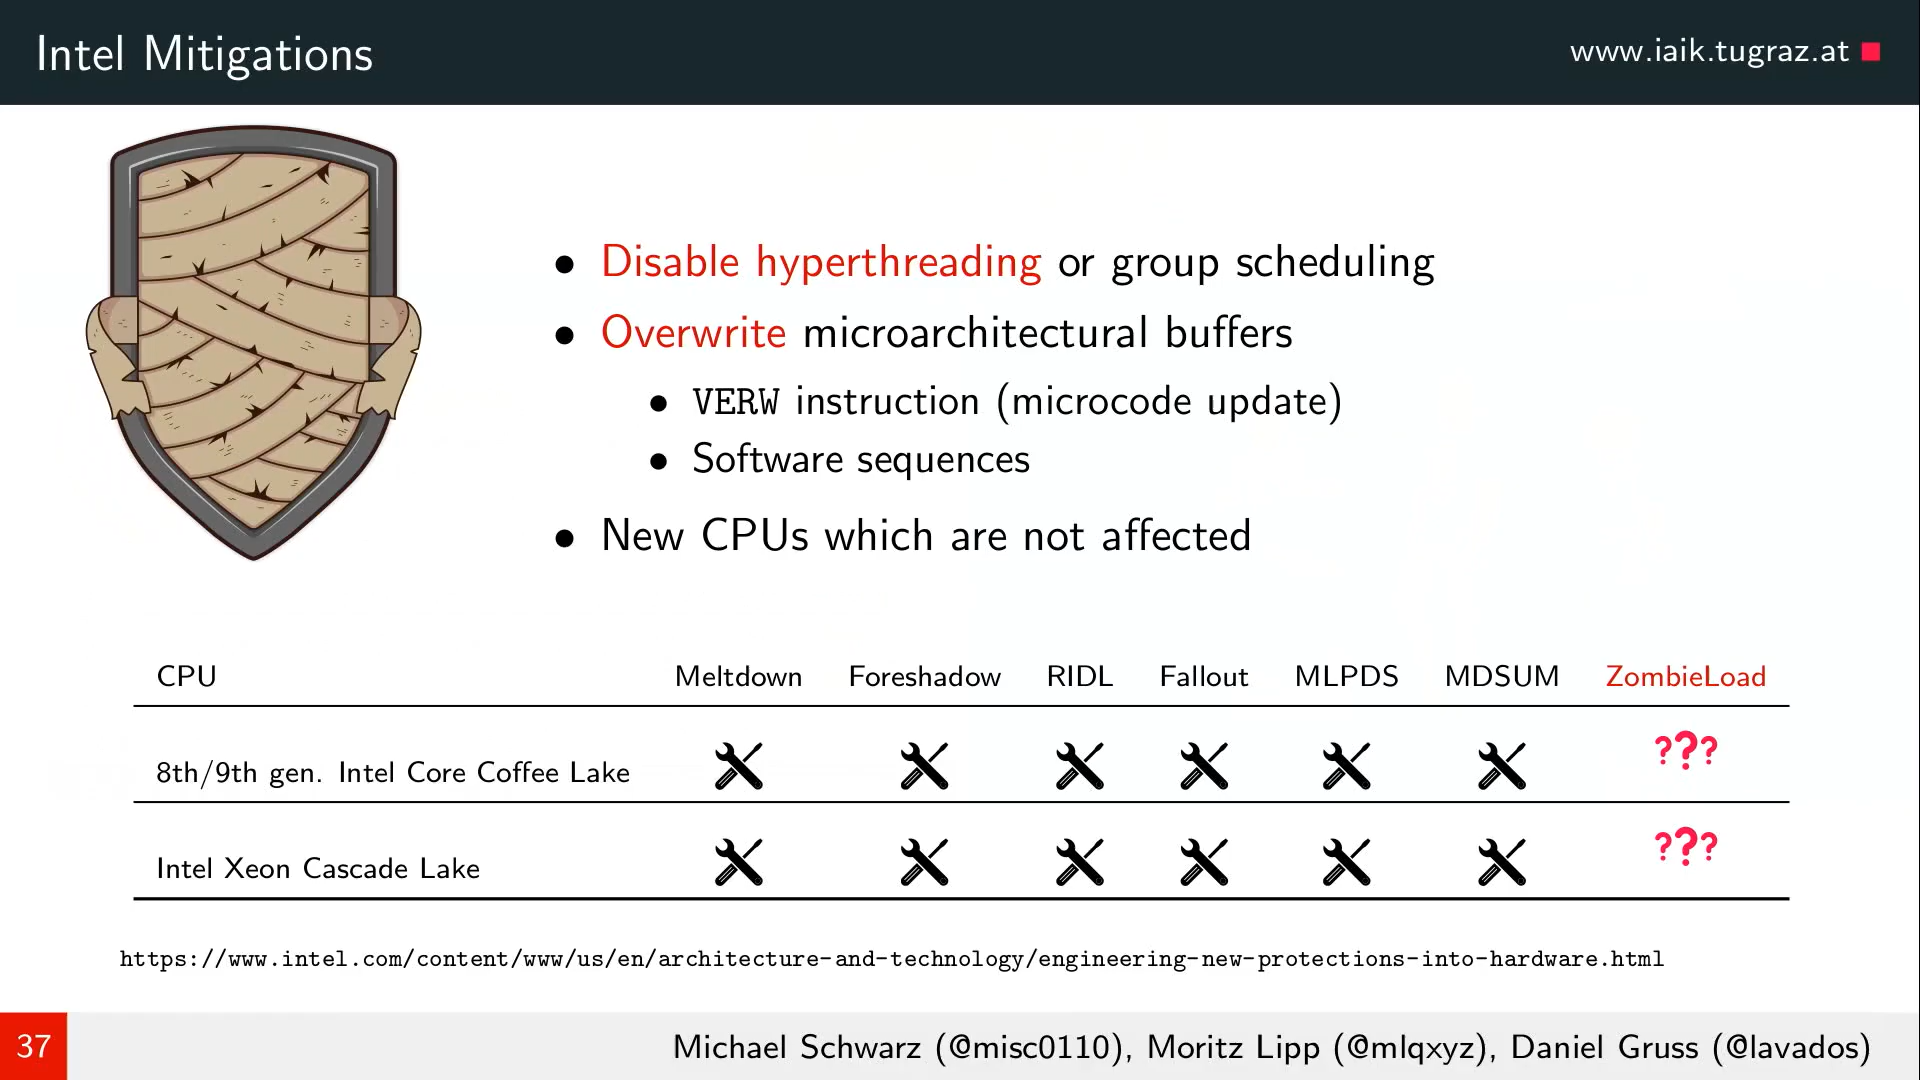 Intel Mitigations
www.iaik.tugraz.at
• Disable hyperthreading or group scheduling
• Overwrite microarchitectural buffers
• VERW instruction (microcode update)
• Software sequences
• New CPUs which are not affected
CPU Meltdown Foreshadow RIDL Fallout MLPDS MDSUM ZombieLoad
8th/9th gen. Intel Core Coffee Lake ???
Intel Xeon Cascade Lake ???
https://www.intel.com/content/www/us/en/architecture-and-technology/engineering-new-protections-into-hardware.html
37
Michael Schwarz (@misc0110), Moritz Lipp (@mlqxyz), Daniel Gruss (@lavados)